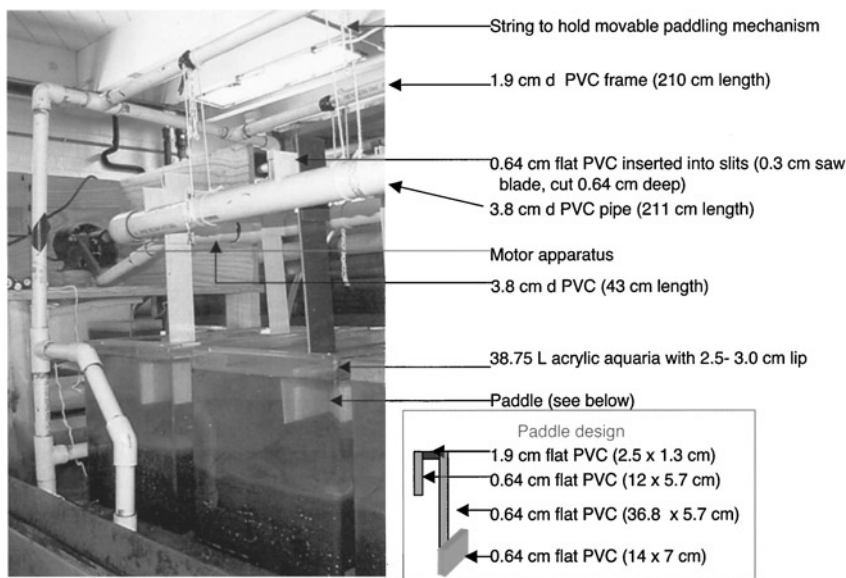 String to hold movable paddling mechanism
1.9 cm d PVC frame (210 cm length)
0.64 cm flat PVC inserted into slits (0.3 cm saw
blade, cut 0.64 cm deep)
3.8 cm d PVC pipe (211 cm length)
Motor apparatus
3.8 cm d PVC (43 cm length)
38.75 L acrylic aquaria with 2.5- 3.0 cm lip
Paddle (see below)
Paddle design
1.9 cm flat PVC (2.5 x 1.3 cm)
0.64 cm flat PVC (12 x 5.7 cm)
0.64 cm flat PVC (36.8 x 5.7 cm)
0.64 cm flat PVC (14 x 7 cm)